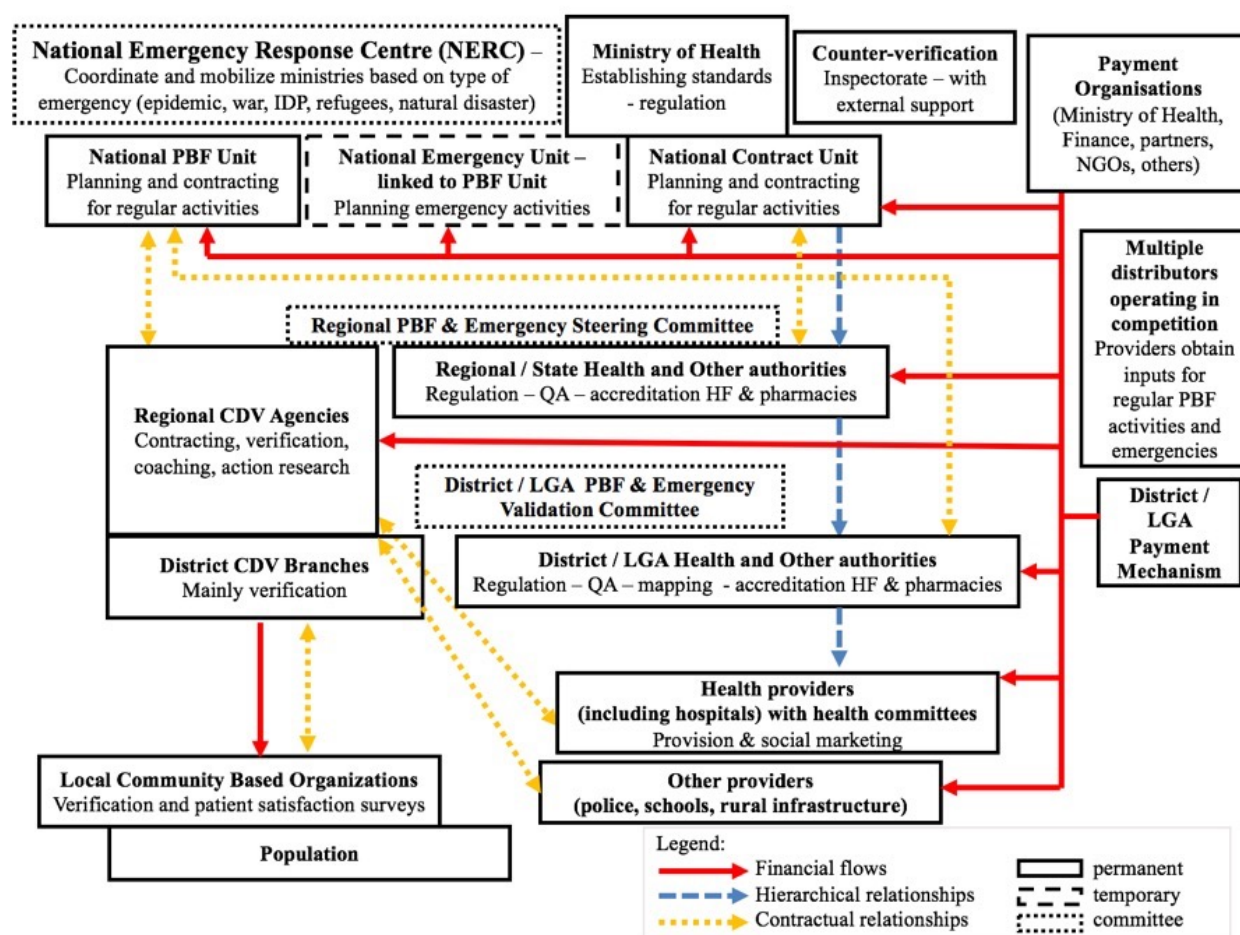 National Emergency Response Centre (NERC) –
Coordinate and mobilize ministries based on type of
emergency (epidemic, war, IDP, refugees, natural disaster)
Ministry of Health
Establishing standards
- regulation
Counter-verification
Inspectorate – with
external support
Payment
Organisations
(Ministry of Health,
Finance, partners,
NGOs, others)
National PBF Unit
Planning and contracting
for regular activities
National Emergency Unit –
linked to PBF Unit
Planning emergency activities
National Contract Unit
Planning and contracting
for regular activities
Multiple
distributors
operating in
competition
Providers obtain
inputs for
regular PBF
activities and
emergencies
Regional PBF & Emergency Steering Committee
Regional CDV Agencies
Contracting, verification,
coaching, action research
Regional / State Health and Other authorities
Regulation – QA – accreditation HF & pharmacies
District / LGA PBF & Emergency
Validation Committee
District /
LGA
Payment
Mechanism
District CDV Branches
Mainly verification
District / LGA Health and Other authorities
Regulation – QA – mapping - accreditation HF & pharmacies
Health providers
(including hospitals) with health committees
Provision & social marketing
Local Community Based Organizations
Verification and patient satisfaction surveys
Other providers
(police, schools, rural infrastructure)
Population
Legend:
Financial flows
Hierarchical relationships
Contractual relationships
permanent
temporary
committee